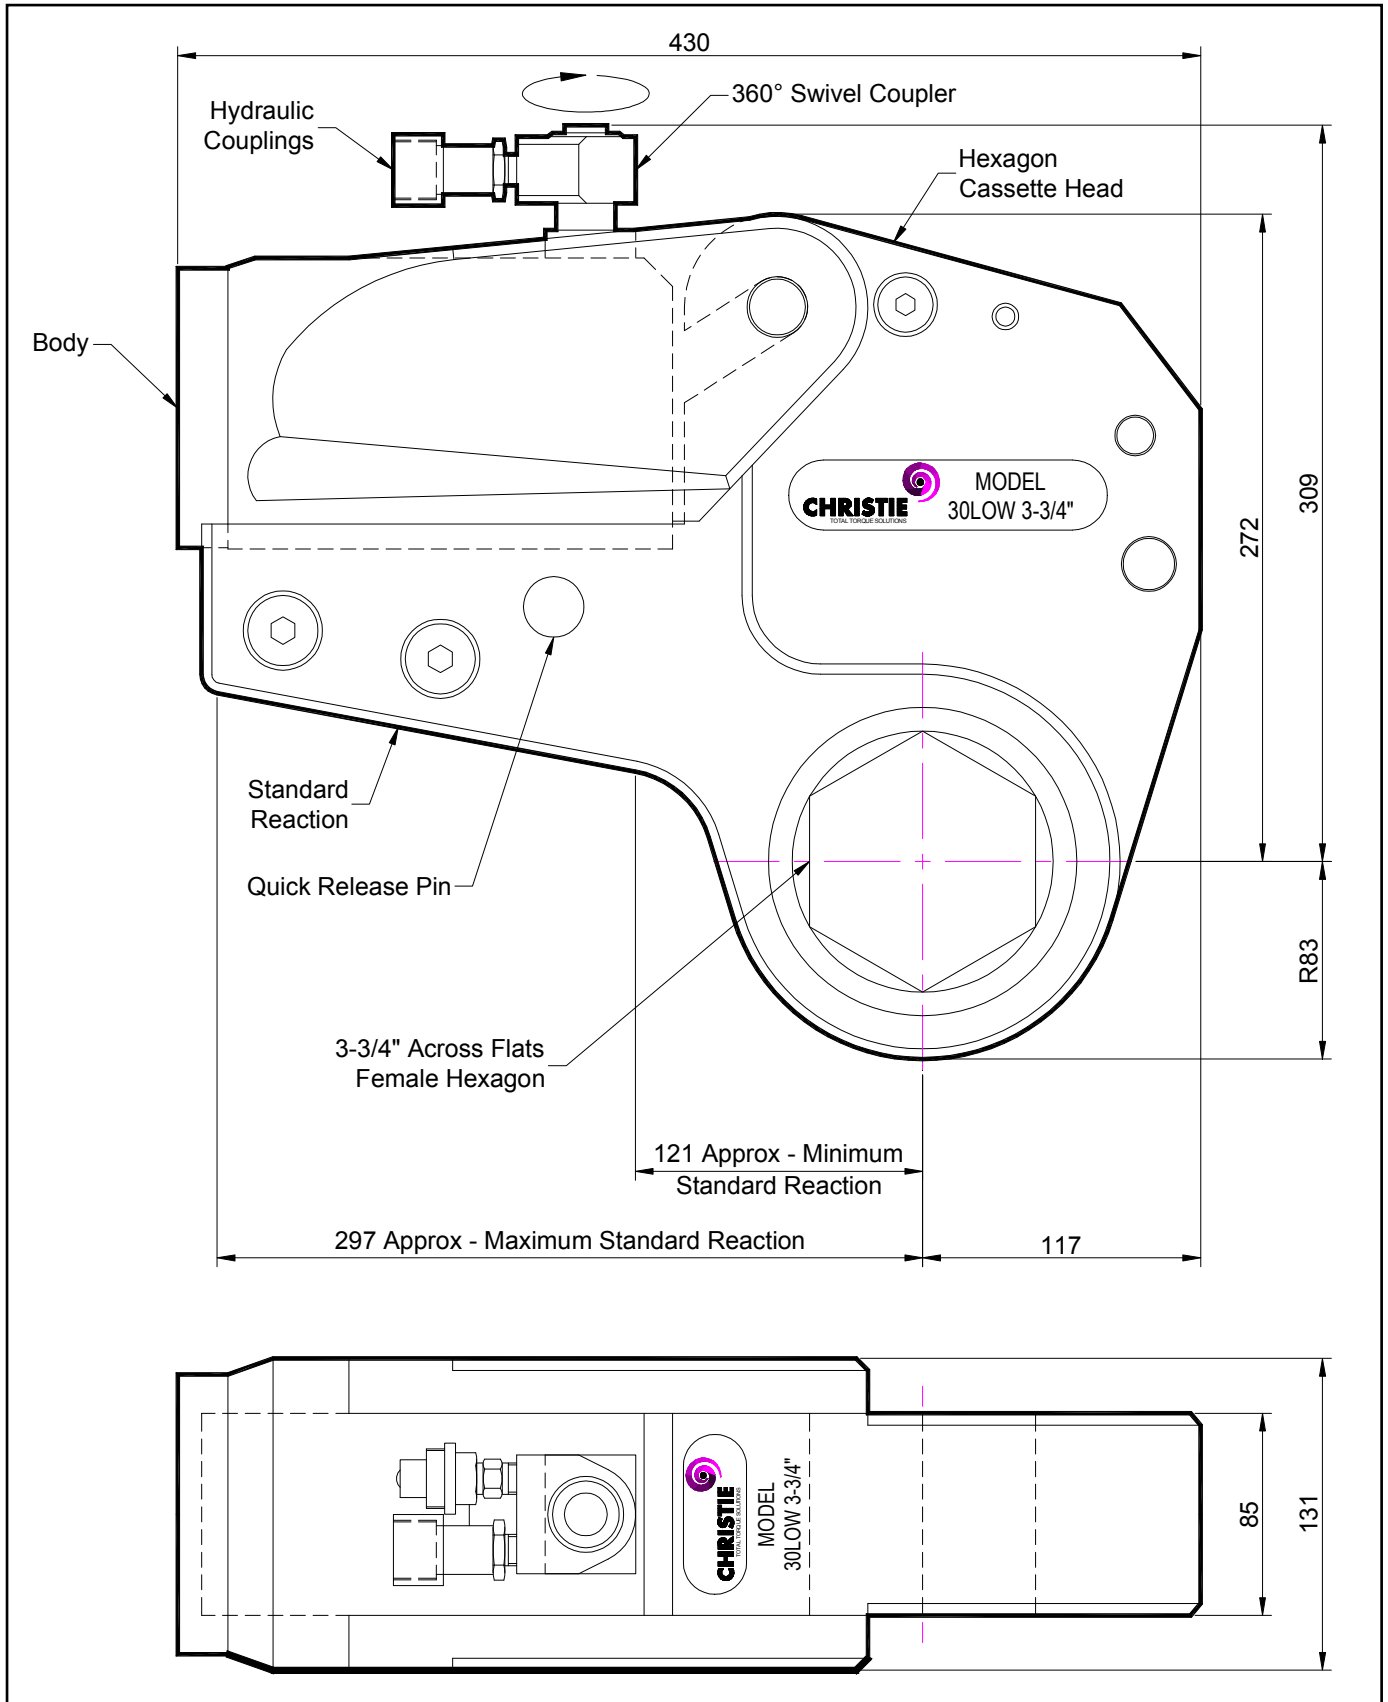 430
360° Swivel Coupler
Hydraulic
Couplings
Hexagon
Cassette Head
Body
309
272
CHRISTIE
TOTAL TORQUE SOLUTIONS
MODEL
30LOW 3-3/4"
Standard
Reaction
Quick Release Pin
R83
3-3/4" Across Flats
Female Hexagon
121 Approx - Minimum
Standard Reaction
297 Approx - Maximum Standard Reaction
117
CHRISTIE
TOTAL TORQUE SOLUTIONS
MODEL
30LOW 3-3/4"
85
131